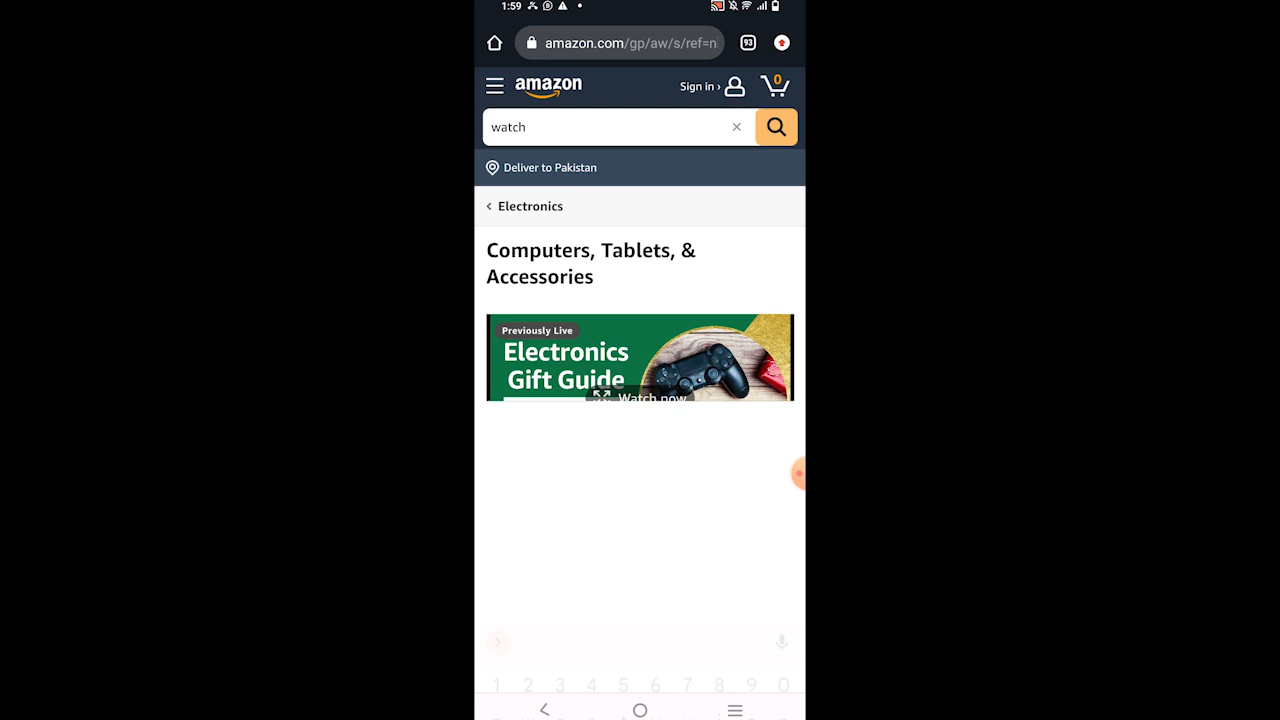 1:59
amazon.com/gp/aw/s/ref=n
93
amazon
Sign in ›
0
watch
Deliver to Pakistan
Electronics
Computers, Tablets, &
Accessories
Previously Live
Electronics
Gift Guide
Watch now
1 2 3 4 5 6 7 8 9 0